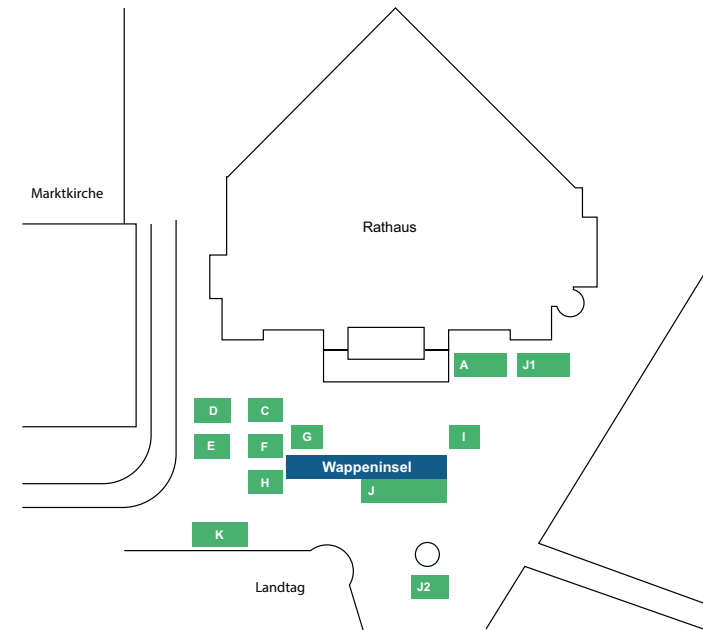 Marktkirche
Rathaus
A
J1
D
C
G
I
E
F
Wappeninsel
H
J
K
Landtag
J2